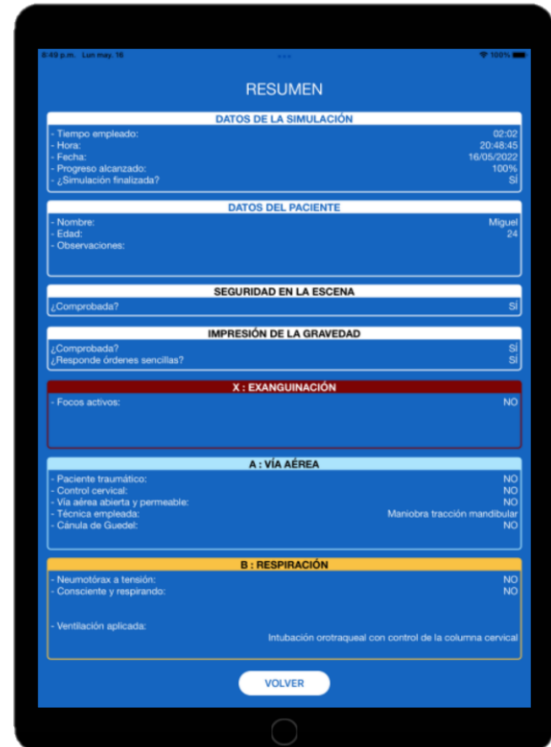 8:49 p.m. Lun may. 16 100%
RESUMEN
DATOS DE LA SIMULACIÓN
- Tiempo empleado: 02:02
- Hora: 20:48:45
- Fecha: 16/05/2022
- Progreso alcanzado: 100%
- ¿Simulación finalizada? SÍ
DATOS DEL PACIENTE
- Nombre: Miguel
- Edad: 24
- Observaciones:
SEGURIDAD EN LA ESCENA
¿Comprobada? SÍ
IMPRESIÓN DE LA GRAVEDAD
¿Comprobada? SÍ
¿Responde órdenes sencillas? SÍ
X : EXANGUINACIÓN
- Focos activos: NO
A : VÍA AÉREA
- Paciente traumático: NO
- Control cervical: NO
- Vía aérea abierta y permeable: NO
- Técnica empleada: Maniobra tracción mandibular
- Cánula de Guedel: NO
B : RESPIRACIÓN
- Neumotórax a tensión: NO
- Consciente y respirando: NO
- Ventilación aplicada:
Intubación orotraqueal con control de la columna cervical
VOLVER